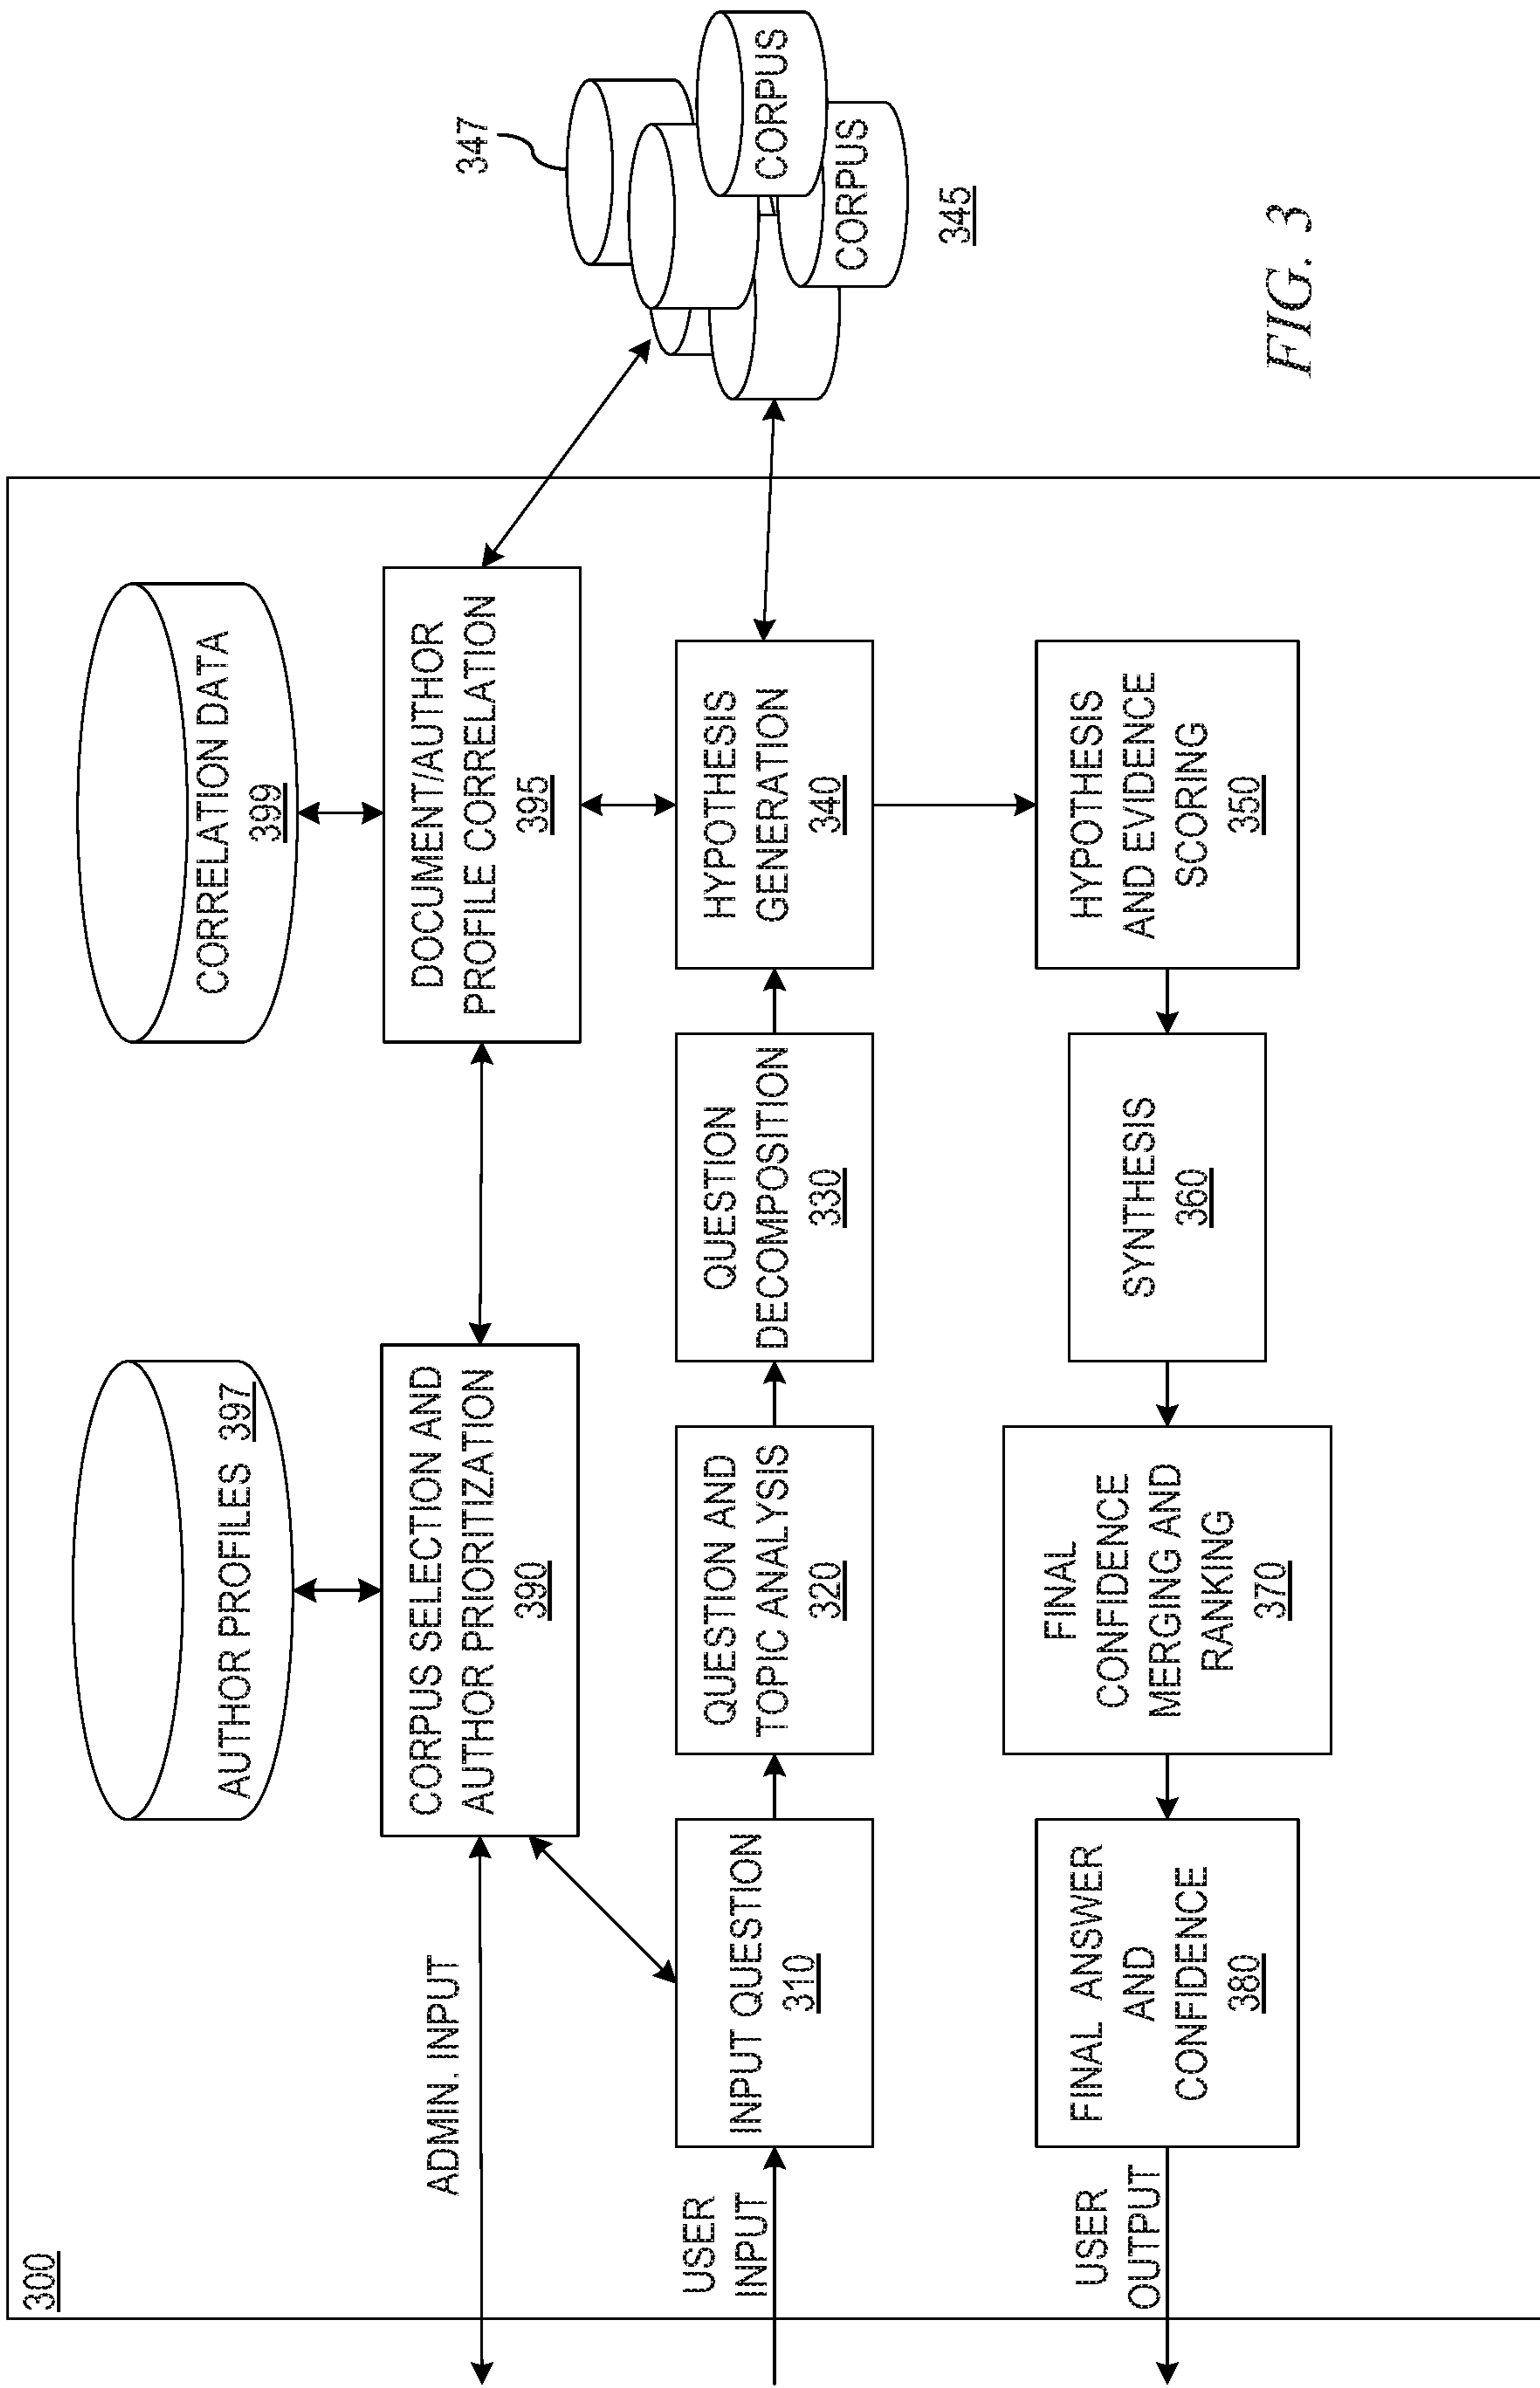 300
AUTHOR PROFILES 397
CORRELATION DATA
399
347
ADMIN. INPUT
CORPUS SELECTION AND
AUTHOR PRIORITIZATION
390
DOCUMENT/AUTHOR
PROFILE CORRELATION
395
CORPUS
CORPUS
345
USER
INPUT
INPUT QUESTION
310
QUESTION AND
TOPIC ANALYSIS
320
QUESTION
DECOMPOSITION
330
HYPOTHESIS
GENERATION
340
USER
OUTPUT
FINAL ANSWER
AND
CONFIDENCE
380
FINAL
CONFIDENCE
MERGING AND
RANKING
370
SYNTHESIS
360
HYPOTHESIS
AND EVIDENCE
SCORING
350
FIG. 3